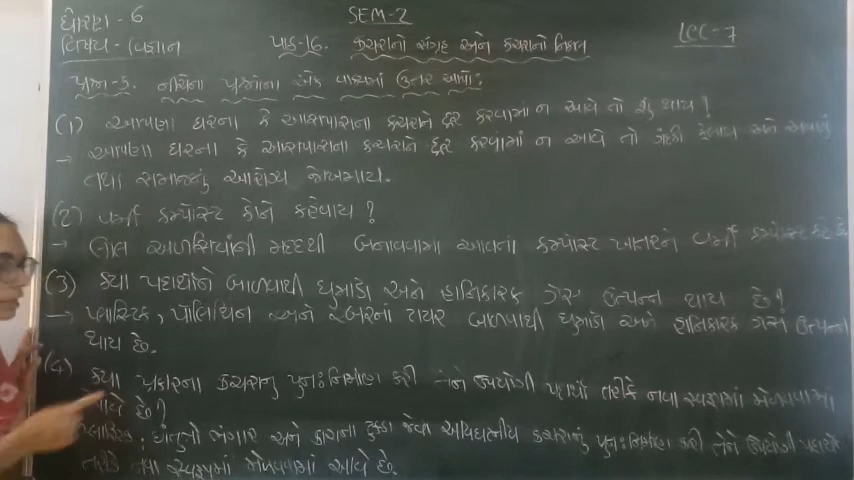 ધોરણ - 6 SEM-2
વિષય - વિજ્ઞાન પાઠ-16. કચરાનો સંગ્રહ અને કચરાનો નિકાલ LEC-7
પ્રશ્ન-ક. નીચેના પ્રશ્નોના એક વાક્યમાં ઉત્તર આપો:
(1) આપણા ઘરના કે આસપાસના કચરાને દૂર કરવામાં ન આવે તો શું થાય ?
→ આપણા ઘરના કે આસપાસના કચરાને દૂર કરવામાં ન આવે તો ગંદકી ફેલાય અને આપણું
તથા સમાજનું આરોગ્ય જોખમાય.
(2) વર્મી કમ્પોસ્ટ કોને કહેવાય ?
→ લાલ અળસિયાંની મદદથી બનાવવામાં આવતાં કમ્પોસ્ટ ખાતરને વર્મી કમ્પોસ્ટ કહે છે.
(3) કયા પદાર્થોને બાળવાથી ધુમાડો અને હાનિકારક ગેસ ઉત્પન્ન થાય છે?
→ પ્લાસ્ટિક, પોલિથિન અને રબરનાં ટાયર બાળવાથી ધુમાડો અને હાનિકારક ગેસ ઉત્પન્ન
થાય છે.
(4) કયા પ્રકારના કચરાનું પુનઃનિર્માણ કરી તેને ઉપયોગી પદાર્થો તરીકે નવા સ્વરૂપમાં મેળવવામાં
આવે છે?
પ્લાસ્ટિક, ધાતુનો ભંગાર અને કાચના ટુકડા જેવા અવિઘટનીય કચરાનું પુનઃનિર્માણ કરી તેને ઉપયોગી પદાર્થો
તરીકે નવા સ્વરૂપમાં મેળવવામાં આવે છે.